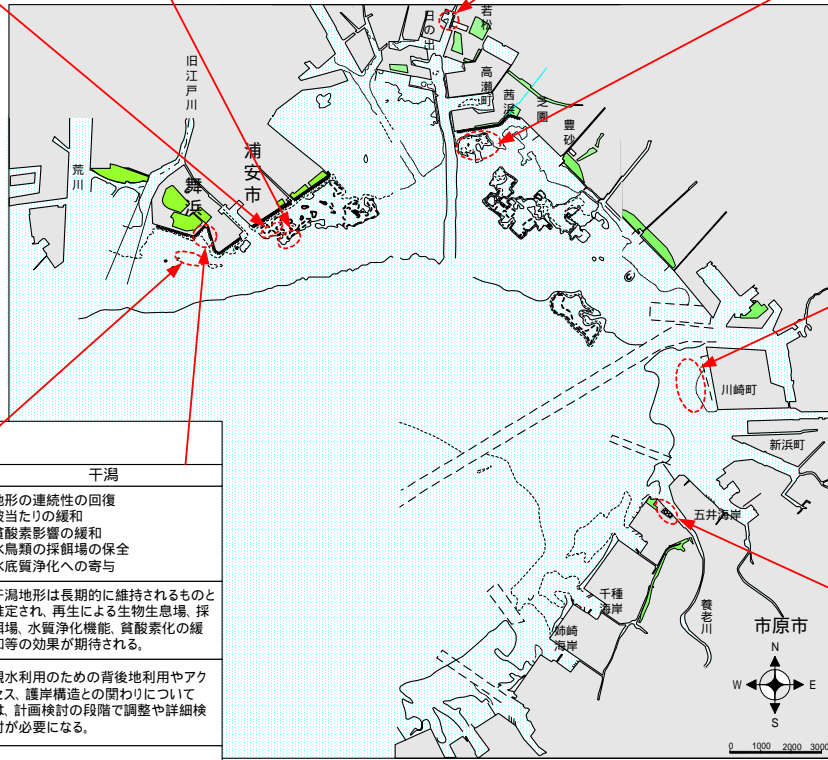 日の出
若松
高瀬町
茜浜
芝園
豊砂
旧江戸川
浦安市
舞浜
荒川
川崎町
新浜町
五井海岸
千種
海岸
姉崎
海岸
養老川
市原市
N
W
E
S
0 1000 2000 3000
干潟
地形の連続性の回復
波当たりの緩和
貧酸素影響の緩和
水鳥類の採餌場の保全
水底質浄化への寄与
干潟地形は長期的に維持されるものと
推定され、再生による生物生息場、採
餌場、水質浄化機能、貧酸素化の緩
和等の効果が期待される。
親水利用のための背後地利用やアク
セス、護岸構造との関わりについて
は、計画検討の段階で調整や詳細検
討が必要になる。